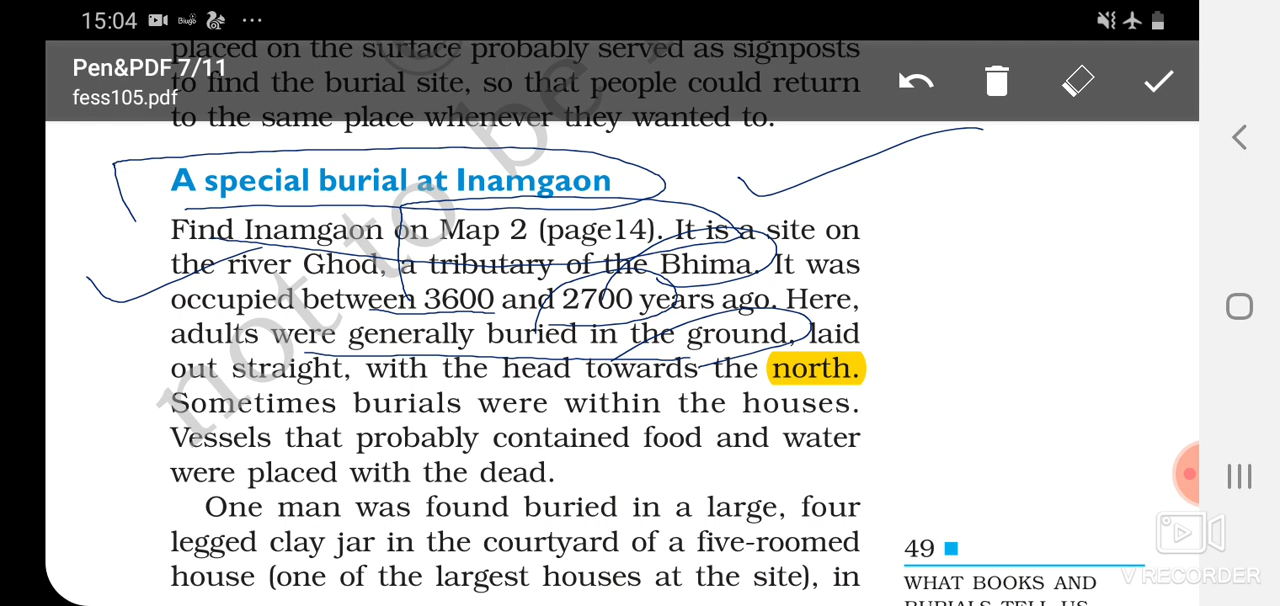 15:04 Biugo ...
placed on the surface probably served as signposts
Pen&PDF 7/11
to find the burial site, so that people could return
fess105.pdf
to the same place whenever they wanted to.
A special burial at Inamgaon
Find Inamgaon on Map 2 (page14). It is a site on
the river Ghod, a tributary of the Bhima. It was
occupied between 3600 and 2700 years ago. Here,
adults were generally buried in the ground, laid
out straight, with the head towards the north.
Sometimes burials were within the houses.
Vessels that probably contained food and water
were placed with the dead.
One man was found buried in a large, four
legged clay jar in the courtyard of a five-roomed
house (one of the largest houses at the site), in
49
WHAT BOOKS AND
BURIALS TELL US
not to be
V RECORDER